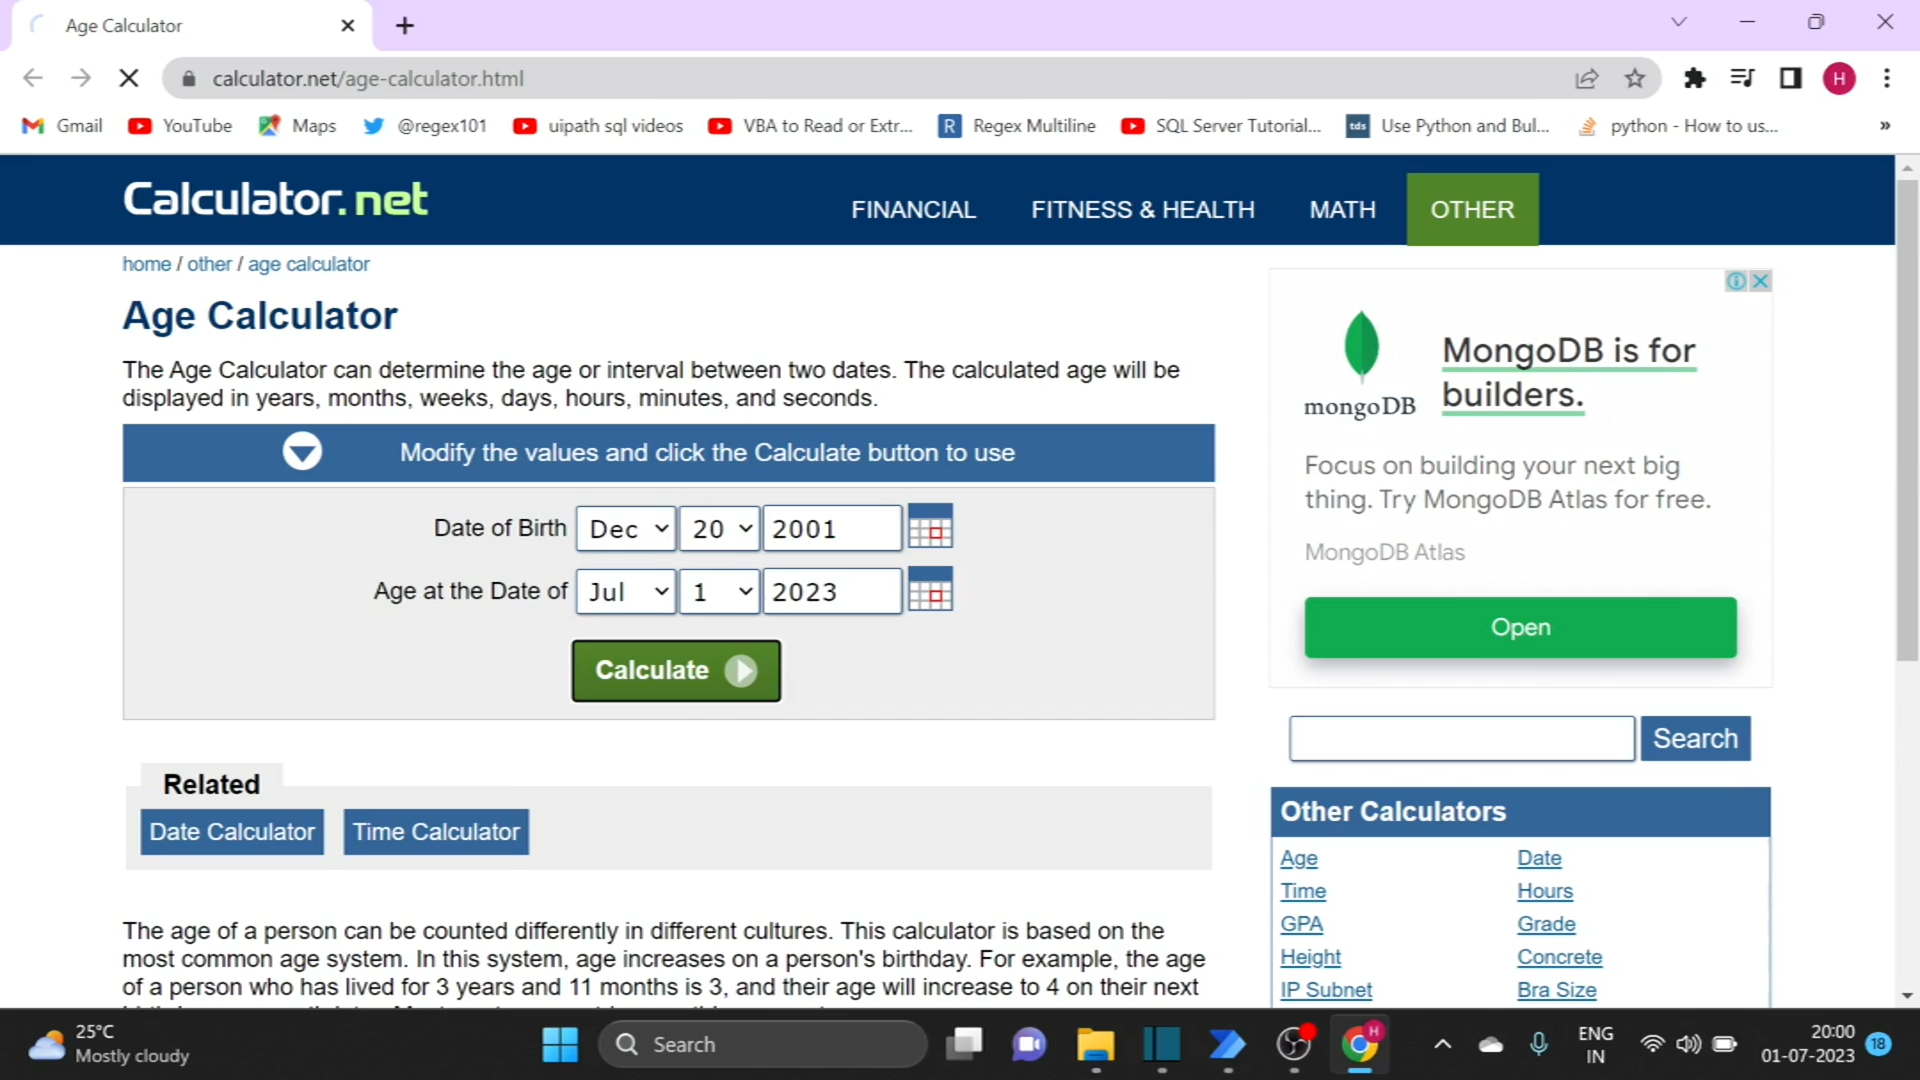 Age Calculator
calculator.net/age-calculator.html
H
Gmail
YouTube
Maps
@regex101
uipath sql videos
VBA to Read or Extr...
R
Regex Multiline
SQL Server Tutorial...
tds
Use Python and Bul...
python - How to us...
»
Calculator.net
FINANCIAL
FITNESS & HEALTH
MATH
OTHER
home / other / age calculator
Age Calculator
The Age Calculator can determine the age or interval between two dates. The calculated age will be
displayed in years, months, weeks, days, hours, minutes, and seconds.
Modify the values and click the Calculate button to use
Date of Birth Dec 20 2001
Age at the Date of Jul 1 2023
Calculate
Related
Date Calculator
Time Calculator
The age of a person can be counted differently in different cultures. This calculator is based on the
most common age system. In this system, age increases on a person's birthday. For example, the age
of a person who has lived for 3 years and 11 months is 3, and their age will increase to 4 on their next
mongoDB
MongoDB is for
builders.
Focus on building your next big
thing. Try MongoDB Atlas for free.
MongoDB Atlas
Open
Search
Other Calculators
Age
Date
Time
Hours
GPA
Grade
Height
Concrete
IP Subnet
Bra Size
25°C
Mostly cloudy
Search
H
ENG
IN
20:00
01-07-2023
18